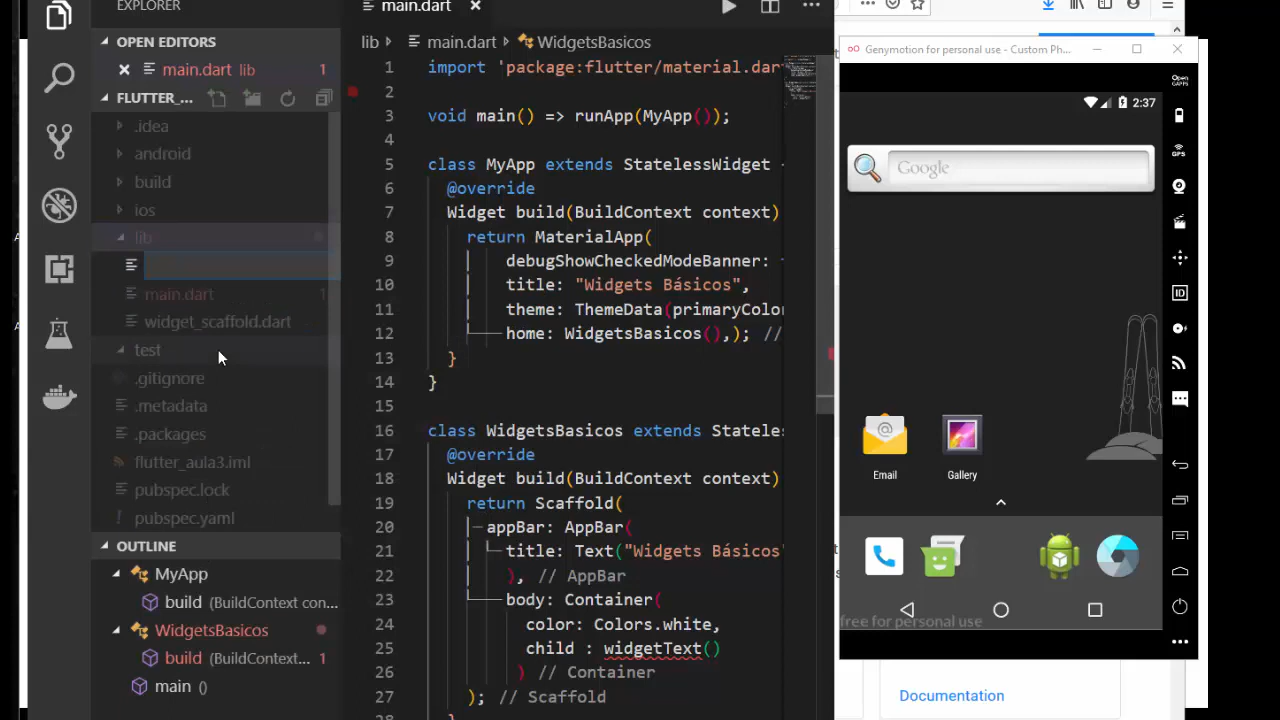 EXPLORER
OPEN EDITORS
main.dart lib 1
FLUTTER_...
.idea
android
build
ios
lib
main.dart 1
widget_scaffold.dart
test
.gitignore
.metadata
.packages
flutter_aula3.iml
pubspec.lock
! pubspec.yaml
OUTLINE
MyApp
build (BuildContext con...
WidgetsBasicos
build (BuildContext... 1
main ()
main.dart
lib main.dart WidgetsBasicos
1 import 'package:flutter/material.dar
2
3 void main() => runApp(MyApp());
4
5 class MyApp extends StatelessWidget
6 @override
7 Widget build(BuildContext context)
8 return MaterialApp(
9 debugShowCheckedModeBanner:
10 title: "Widgets Básicos",
11 theme: ThemeData(primaryColo
12 home: WidgetsBasicos(),); //
13 }
14 }
15
16 class WidgetsBasicos extends Stateles
17 @override
18 Widget build(BuildContext context)
19 return Scaffold(
20 appBar: AppBar(
21 title: Text("Widgets Básicos"
22 ), // AppBar
23 body: Container(
24 color: Colors.white,
25 child : widgetText()
26 ) // Container
27 ); // Scaffold
28
Genymotion for personal use - Custom Ph...
2:37
Google
Email
Gallery
free for personal use
Open
GAPPS
GPS
ID
Documentation